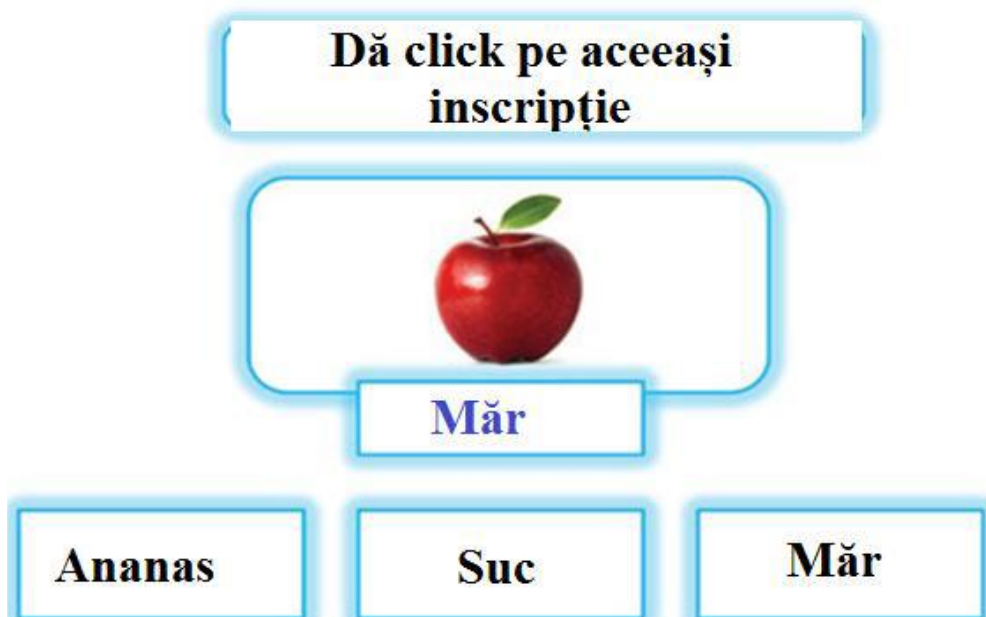 Dă click pe aceeași
inscripție
Măr
Ananas
Suc
Măr